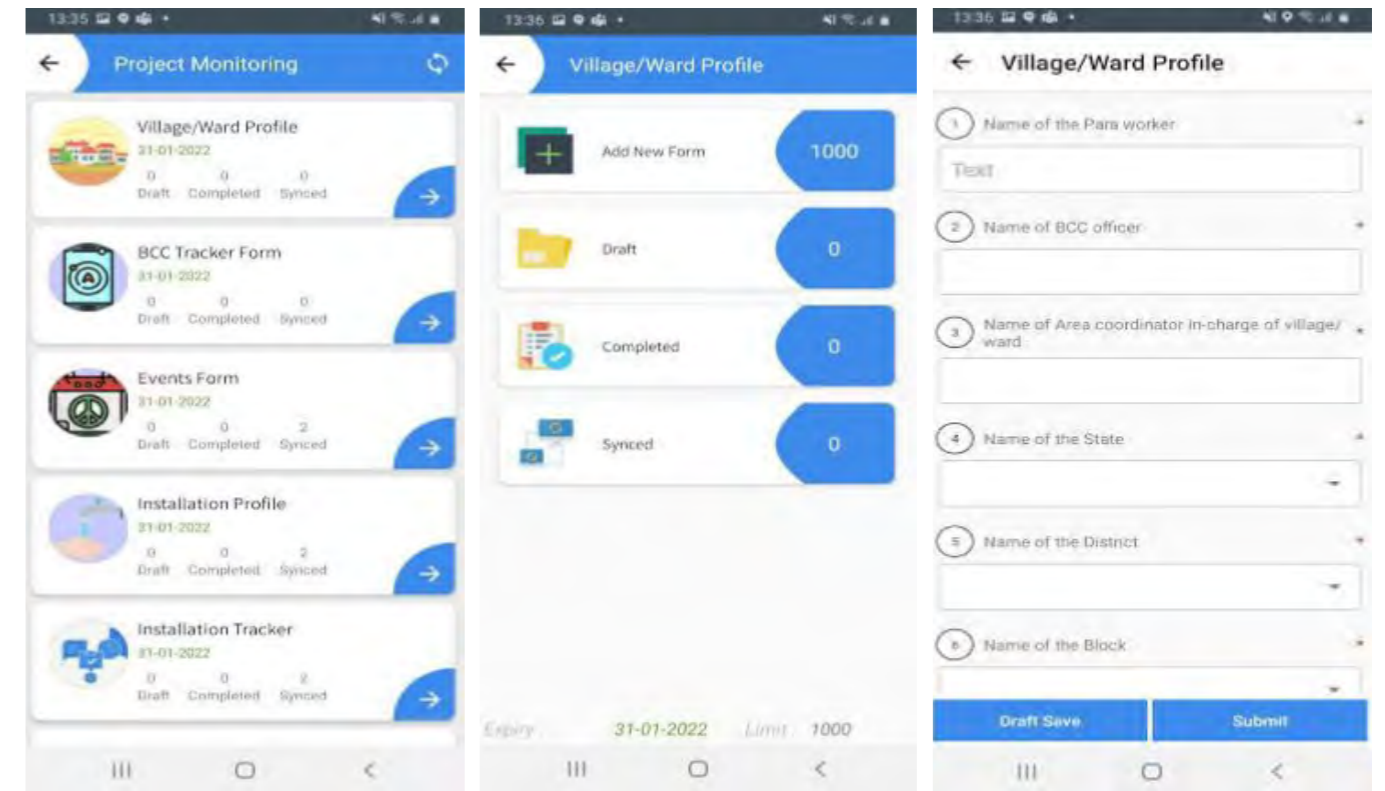 13:35
Project Monitoring
Village/Ward Profile
31-01-2022
0 0 0
Draft Completed Synced
BCC Tracker Form
31-01-2022
0 0 0
Draft Completed Synced
A
Events Form
31-01-2022
0 0 2
Draft Completed Synced
Installation Profile
31-01-2022
0 0 2
Draft Completed Synced
Installation Tracker
31-01-2022
0 0 2
Draft Completed Synced
13:36
Village/Ward Profile
Add New Form 1000
Draft 0
Completed 0
Synced 0
Expiry 31-01-2022 Limit 1000
13:36
Village/Ward Profile
1 Name of the Para worker *
Text
2 Name of BCC officer *
3 Name of Area coordinator in-charge of village/ *
ward
4 Name of the State *
5 Name of the District *
6 Name of the Block *
Draft Save Submit